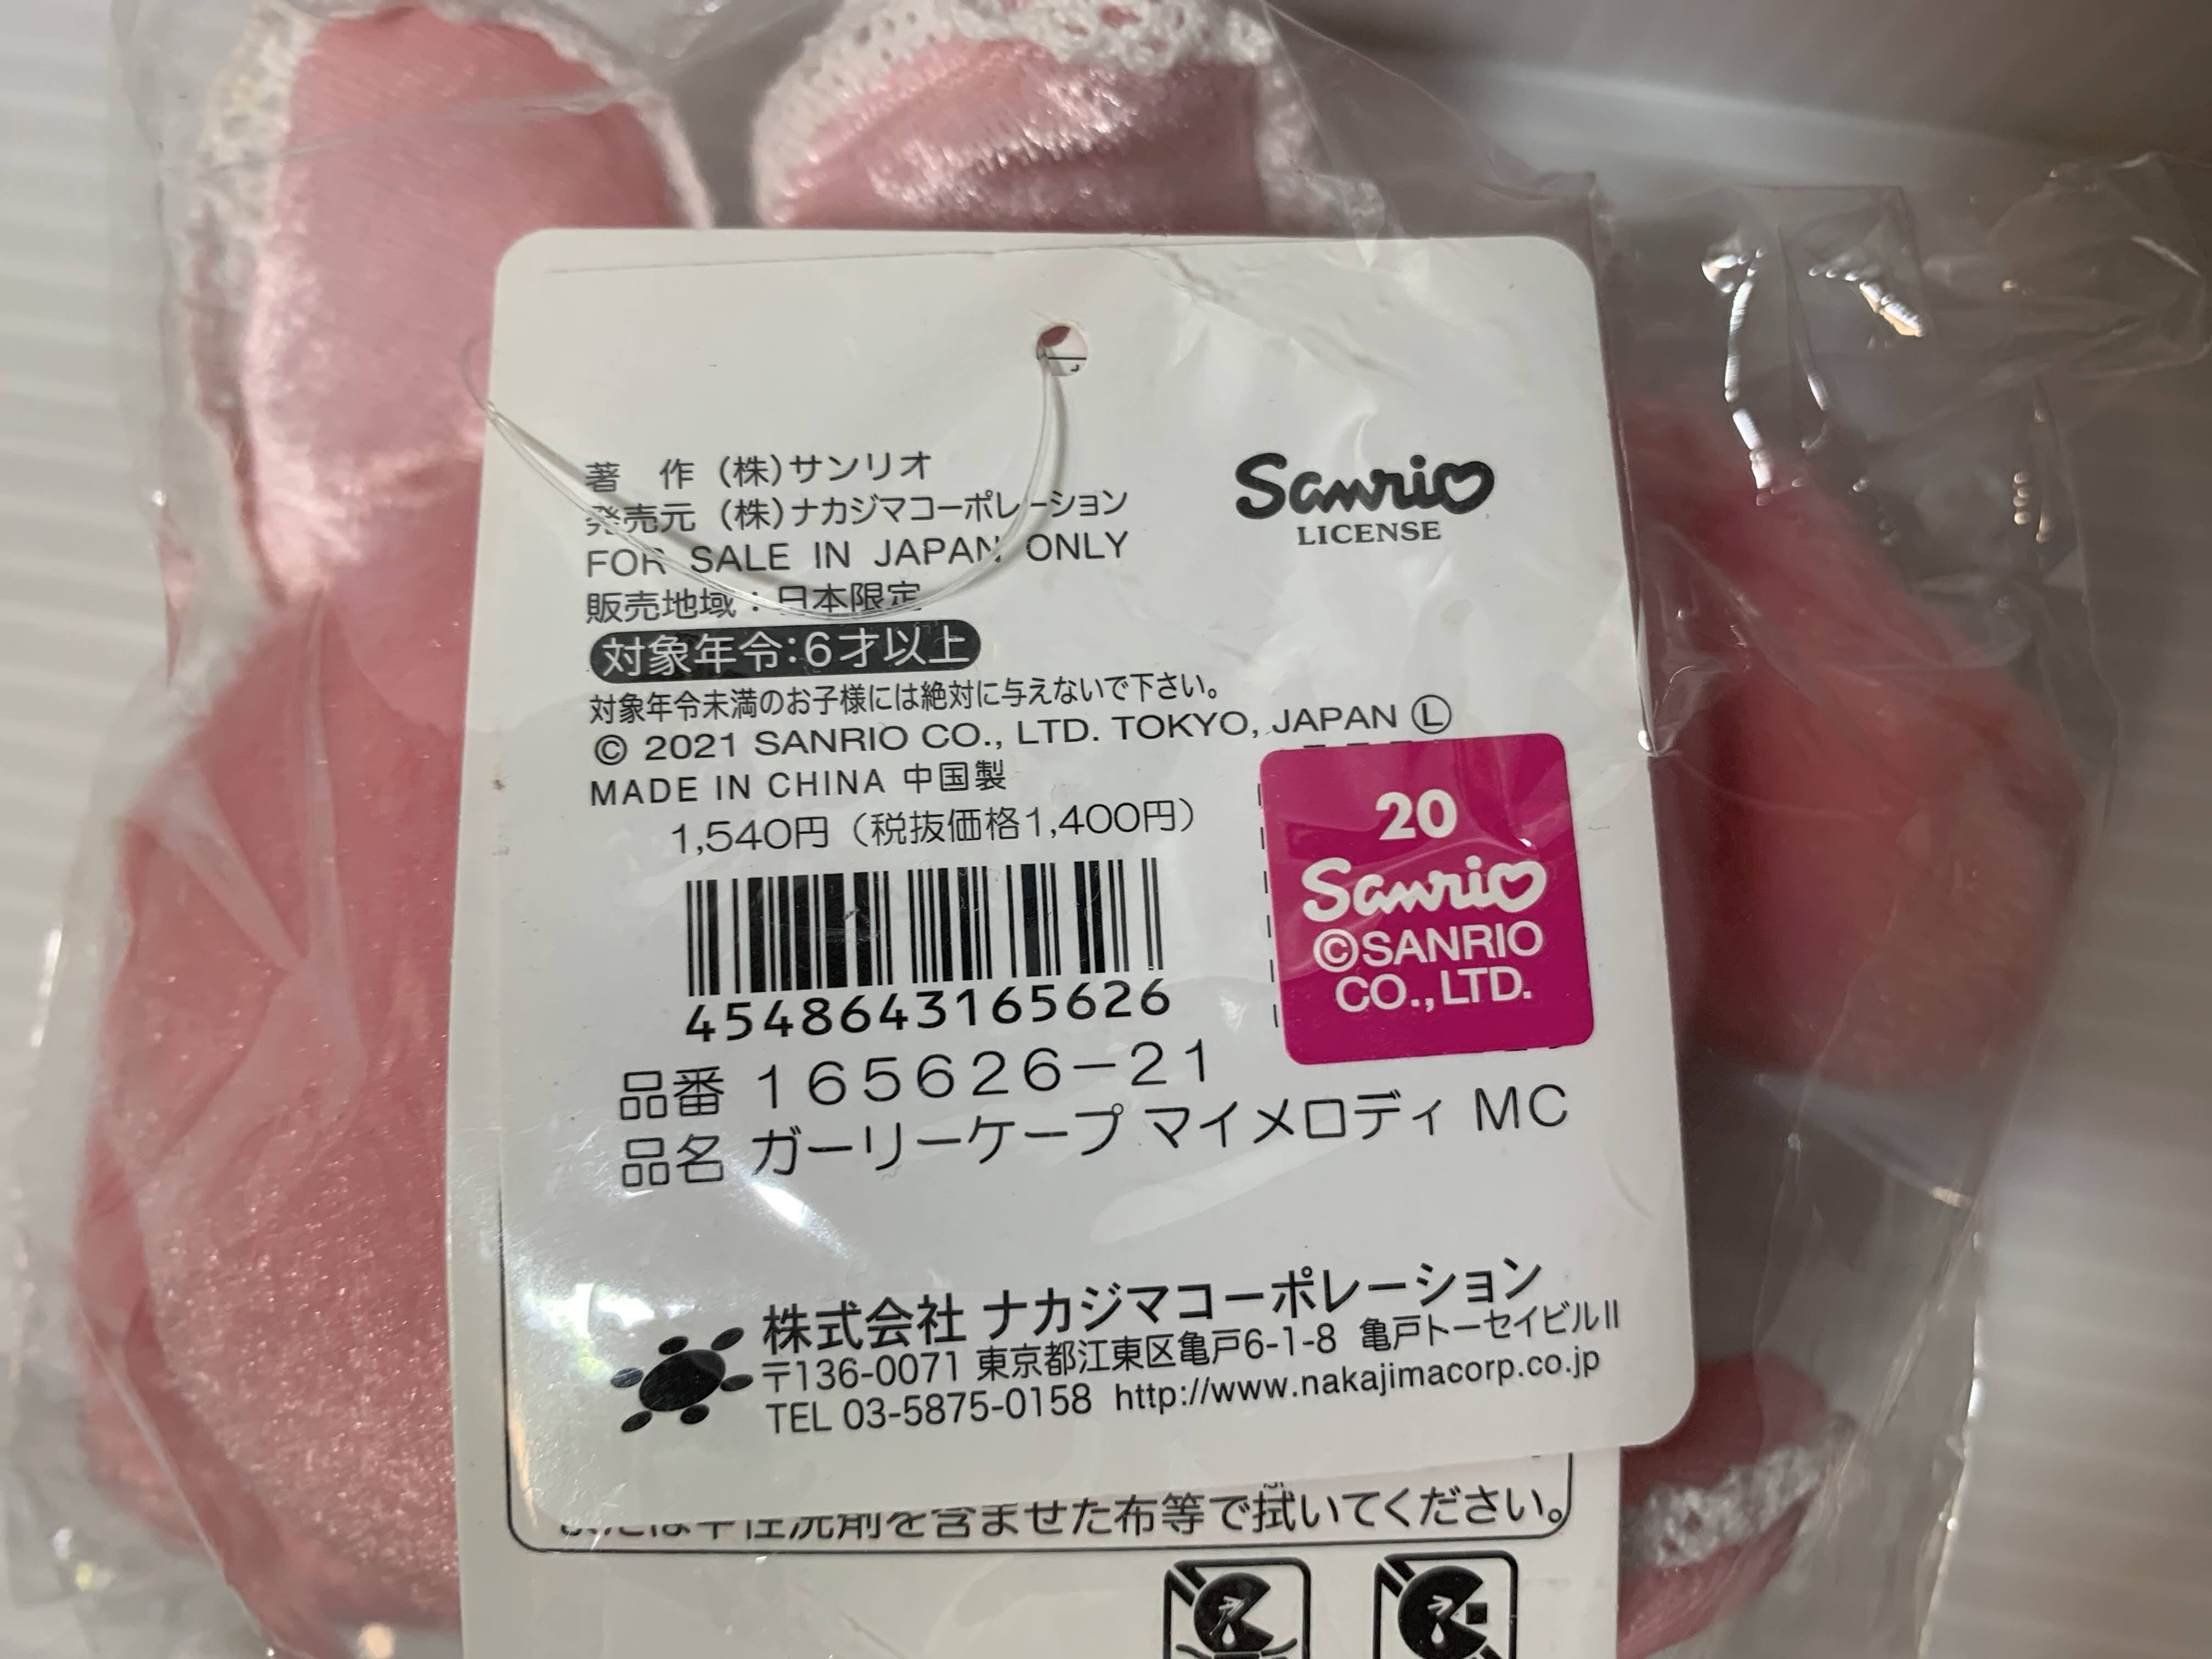 著　作（株）サンリオ
発売元（株）ナカジマコーポレーション
FOR SALE IN JAPAN ONLY
販売地域：日本限定
対象年令:6才以上
対象年令未満のお子様には絶対に与えないで下さい。
© 2021 SANRIO CO., LTD. TOKYO, JAPAN Ⓛ
MADE IN CHINA 中国製
1,540円（税抜価格1,400円）
4548643165626
品番 165626-21
品名 ガーリーケープ マイメロディ MC
Sanrio
LICENSE
20
Sanrio
©SANRIO
CO.,LTD.
株式会社 ナカジマコーポレーション
〒136-0071 東京都江東区亀戸6-1-8 亀戸トーセイビルⅡ
TEL 03-5875-0158 http://www.nakajimacorp.co.jp
洗剤を含ませた布等で拭いてください。